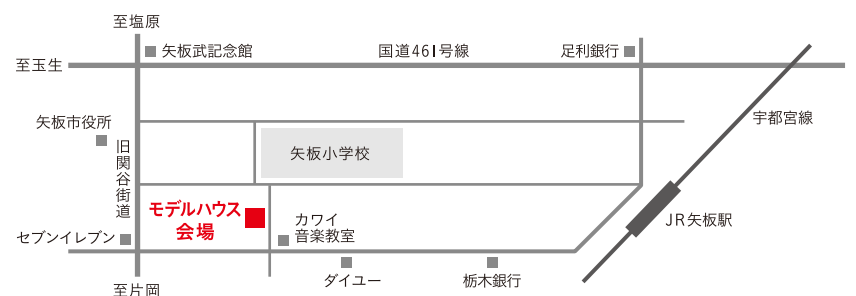 至塩原
矢板武記念館
国道461号線
足利銀行
至玉生
矢板市役所
宇都宮線
旧関谷街道
矢板小学校
モデルハウス
会場
カワイ
音楽教室
JR矢板駅
セブンイレブン
ダイユー
栃木銀行
至片岡